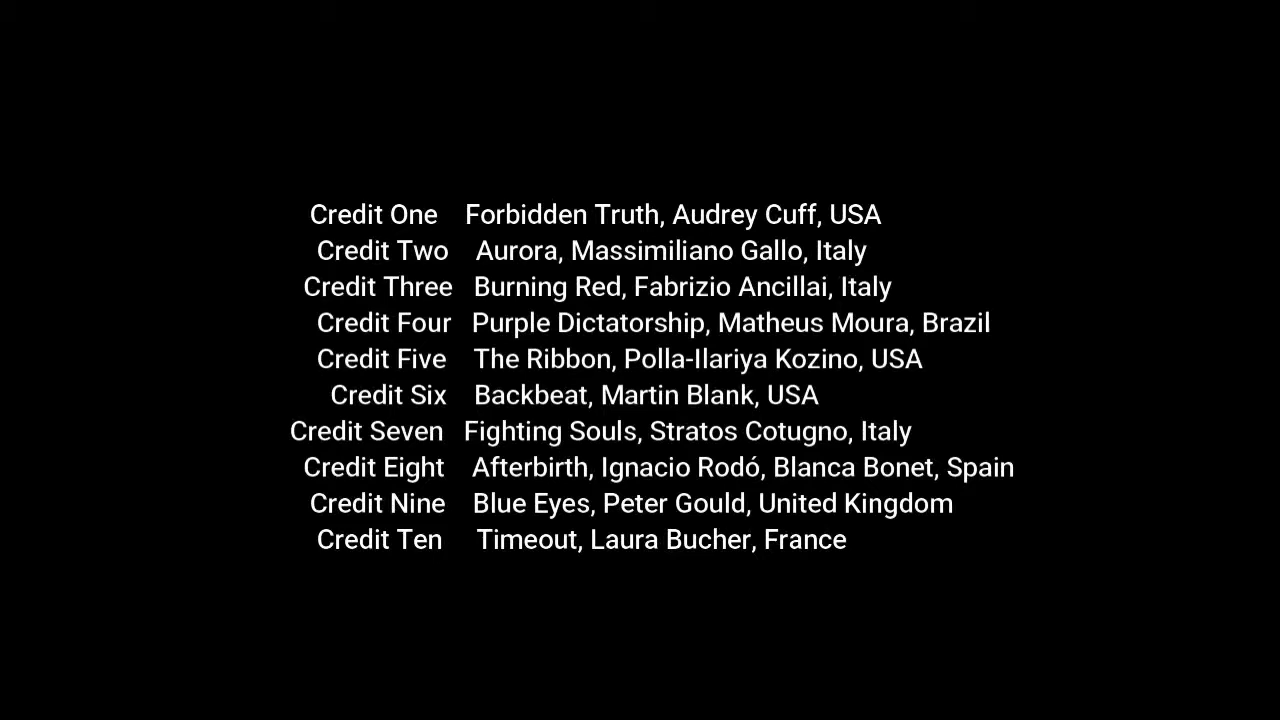 Credit One Forbidden Truth, Audrey Cuff, USA
Credit Two Aurora, Massimiliano Gallo, Italy
Credit Three Burning Red, Fabrizio Ancillai, Italy
Credit Four Purple Dictatorship, Matheus Moura, Brazil
Credit Five The Ribbon, Polla-Ilariya Kozino, USA
Credit Six Backbeat, Martin Blank, USA
Credit Seven Fighting Souls, Stratos Cotugno, Italy
Credit Eight Afterbirth, Ignacio Rodó, Blanca Bonet, Spain
Credit Nine Blue Eyes, Peter Gould, United Kingdom
Credit Ten Timeout, Laura Bucher, France